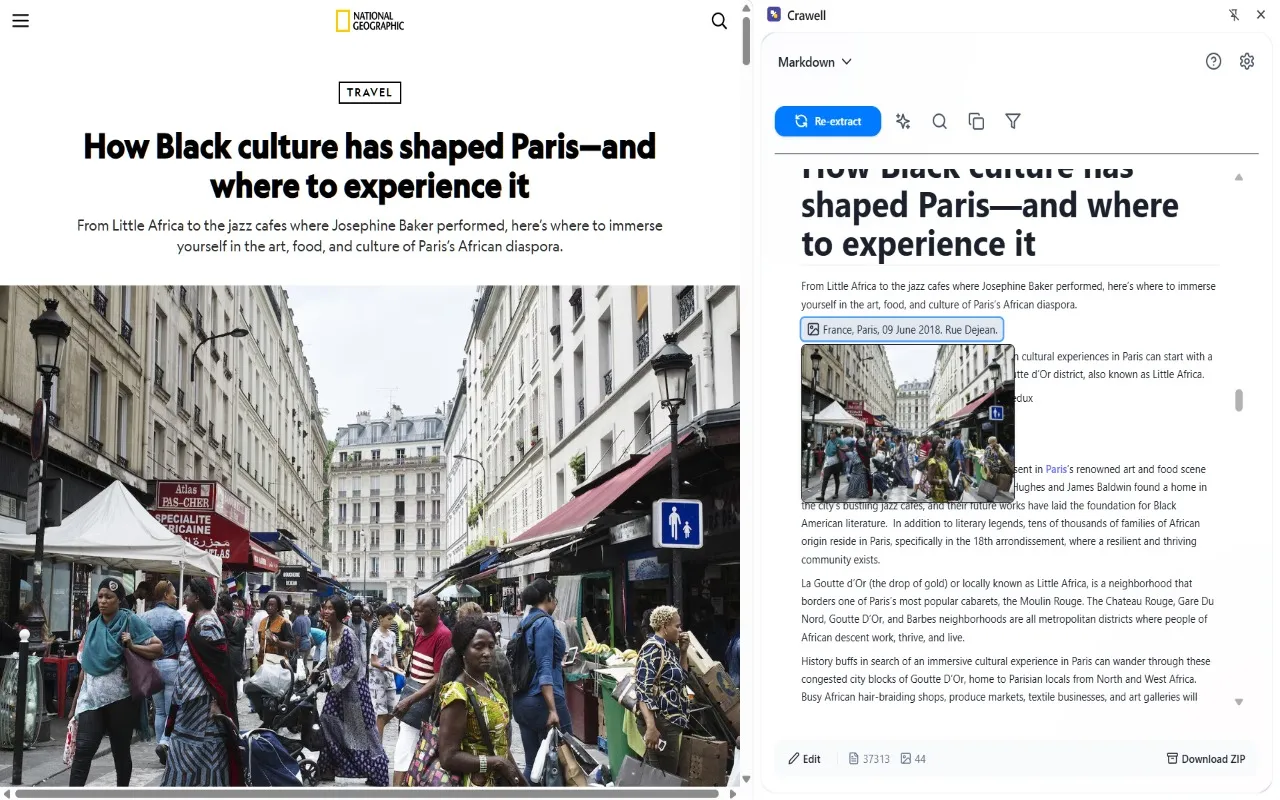 NATIONAL
GEOGRAPHIC
TRAVEL
How Black culture has shaped Paris—and
where to experience it
From Little Africa to the jazz cafes where Josephine Baker performed, here's where to immerse
yourself in the art, food, and culture of Paris's African diaspora.
Atlas
PAS-CHER
SPECIALITE
ATLAS
Crawell
Markdown
Re-extract
How Black culture has
shaped Paris—and where
to experience it
From Little Africa to the jazz cafes where Josephine Baker performed, here's where to immerse
yourself in the art, food, and culture of Paris's African diaspora.
France, Paris, 09 June 2018. Rue Dejean.
cultural experiences in Paris can start with a
d'Or district, also known as Little Africa.
in Paris's renowned art and food scene
Hughes and James Baldwin found a home in
the city's bustling jazz cafes, and their future works have laid the foundation for Black
American literature. In addition to literary legends, tens of thousands of families of African
origin reside in Paris, specifically in the 18th arrondissement, where a resilient and thriving
community exists.
La Goutte d'Or (the drop of gold) or locally known as Little Africa, is a neighborhood that
borders one of Paris's most popular cabarets, the Moulin Rouge. The Chateau Rouge, Gare Du
Nord, Goutte D'Or, and Barbes neighborhoods are all metropolitan districts where people of
African descent work, thrive, and live.
History buffs in search of an immersive cultural experience in Paris can wander through these
congested city blocks of Goutte D'Or, home to Parisian locals from North and West Africa.
Busy African hair-braiding shops, produce markets, textile businesses, and art galleries will
Edit
37313
44
Download ZIP